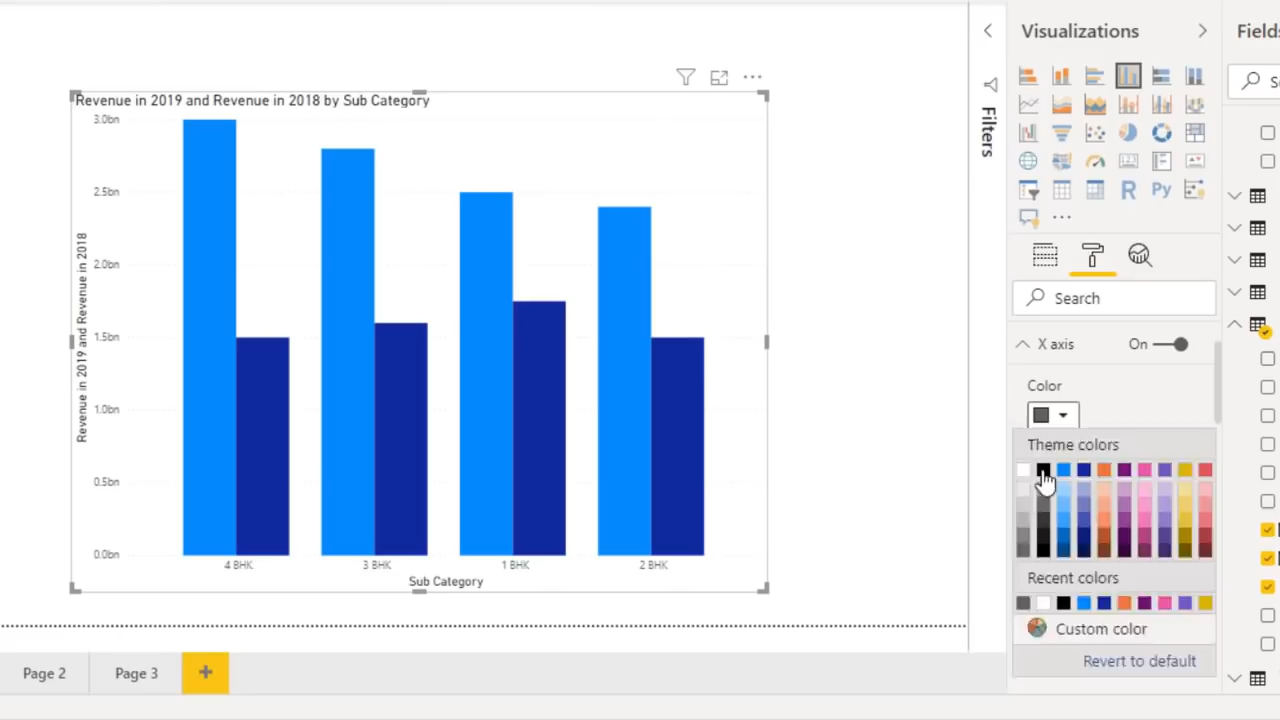 Revenue in 2019 and Revenue in 2018 by Sub Category
3.0bn
2.5bn
2.0bn
1.5bn
1.0bn
0.5bn
0.0bn
Revenue in 2019 and Revenue in 2018
4 BHK
3 BHK
1 BHK
2 BHK
Sub Category
Page 2
Page 3
+
Filters
Visualizations
R
Py
Search
X axis
On
Color
Theme colors
Recent colors
Custom color
Revert to default